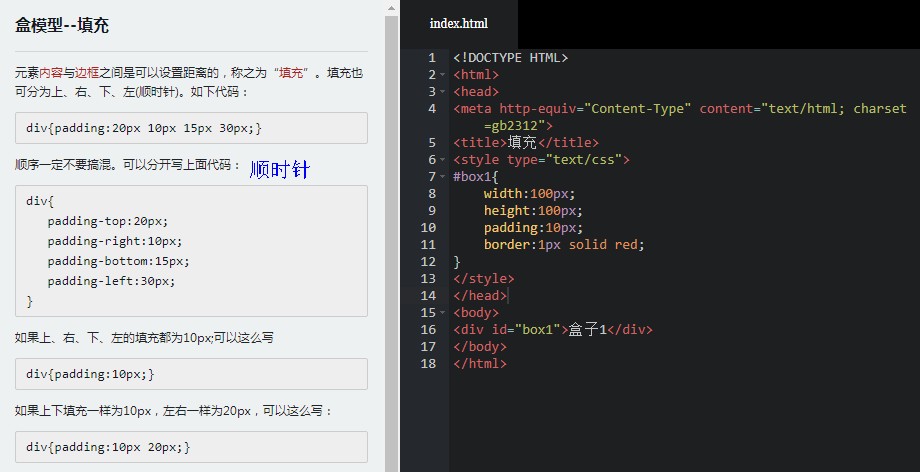 盒模型--填充
元素内容与边框之间是可以设置距离的，称之为“填充”。填充也
可分为上、右、下、左(顺时针)。如下代码：
div{padding:20px 10px 15px 30px;}
顺序一定不要搞混。可以分开写上面代码：
顺时针
div{
   padding-top:20px;
   padding-right:10px;
   padding-bottom:15px;
   padding-left:30px;
}
如果上、右、下、左的填充都为10px;可以这么写
div{padding:10px;}
如果上下填充一样为10px，左右一样为20px，可以这么写：
div{padding:10px 20px;}
index.html
1 <!DOCTYPE HTML>
2 <html>
3 <head>
4 <meta http-equiv="Content-Type" content="text/html; charset
=gb2312">
5 <title>填充</title>
6 <style type="text/css">
7 #box1{
8     width:100px;
9     height:100px;
10     padding:10px;
11     border:1px solid red;
12 }
13 </style>
14 </head>
15 <body>
16 <div id="box1">盒子1</div>
17 </body>
18 </html>